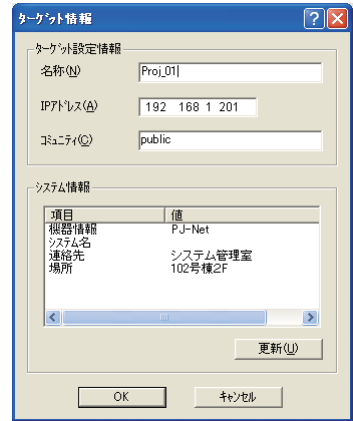 ターゲット情報
ターゲット設定情報
名称(N) Proj_01
IPアドレス(A) 192 168 1 201
コミュニティ(C) public
システム情報
項目 値
機器情報 PJ-Net
システム名
連絡先 システム管理室
場所 102号棟2F
更新(U)
OK キャンセル